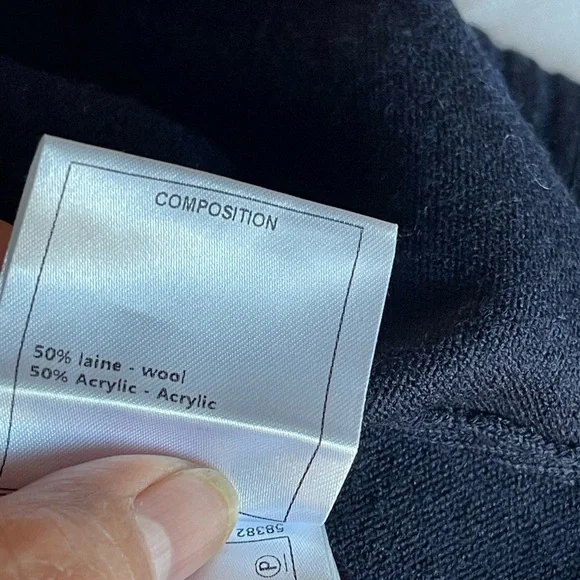 COMPOSITION
50% laine - wool
50% Acrylic - Acrylic
58382
P